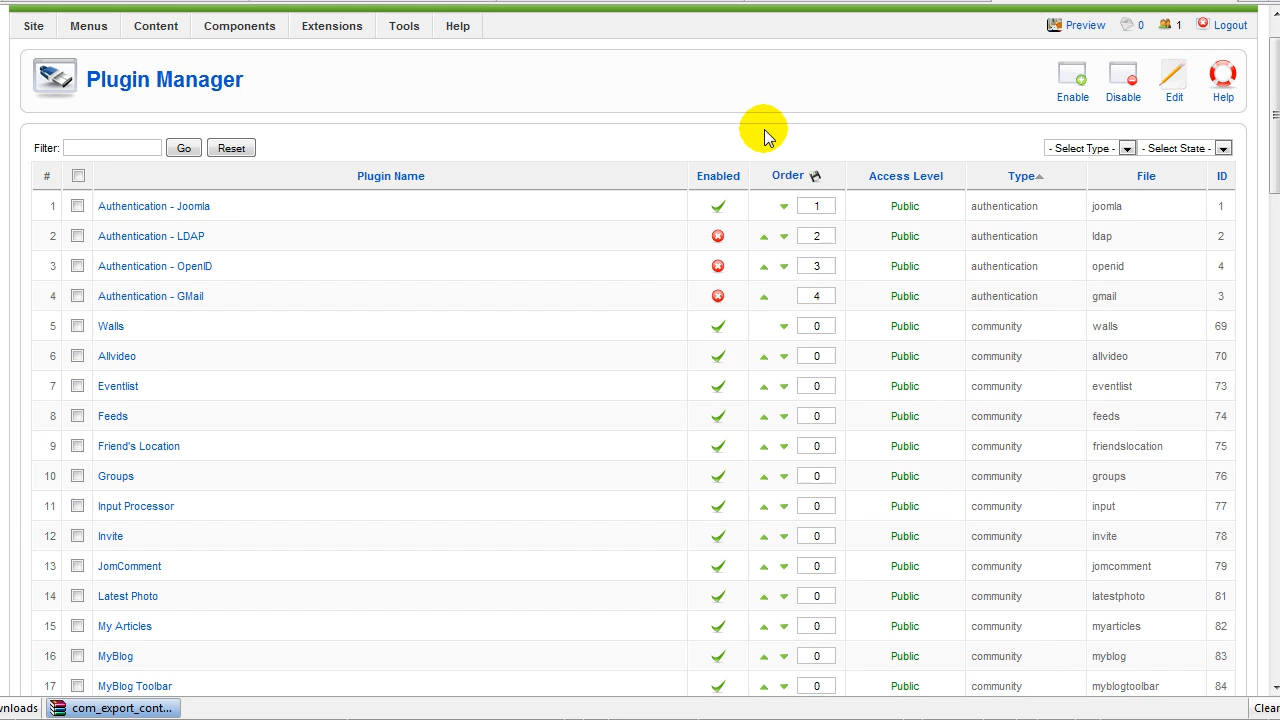 Site Menus Content Components Extensions Tools Help Preview 0 1 Logout
Plugin Manager
Enable Disable Edit Help
Filter: Go Reset - Select Type - - Select State -
# Plugin Name Enabled Order Access Level Type File ID
1 Authentication - Joomla 1 Public authentication joomla 1
2 Authentication - LDAP 2 Public authentication ldap 2
3 Authentication - OpenID 3 Public authentication openid 4
4 Authentication - GMail 4 Public authentication gmail 3
5 Walls 0 Public community walls 69
6 Allvideo 0 Public community allvideo 70
7 Eventlist 0 Public community eventlist 73
8 Feeds 0 Public community feeds 74
9 Friend's Location 0 Public community friendslocation 75
10 Groups 0 Public community groups 76
11 Input Processor 0 Public community input 77
12 Invite 0 Public community invite 78
13 JomComment 0 Public community jomcomment 79
14 Latest Photo 0 Public community latestphoto 81
15 My Articles 0 Public community myarticles 82
16 MyBlog 0 Public community myblog 83
17 MyBlog Toolbar 0 Public community myblogtoolbar 84
vnloads com_export_cont... Clear